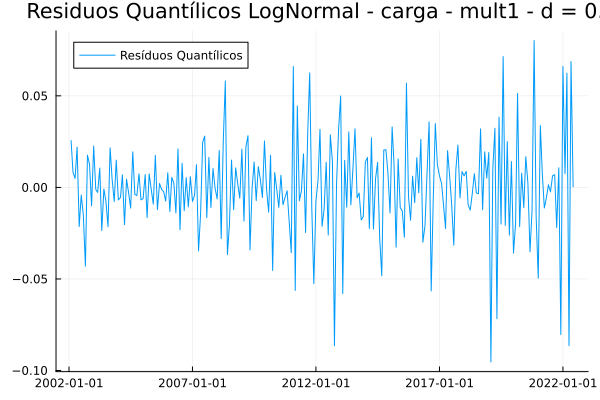 Residuos Quantílicos LogNormal - carga - mult1 - d = 0.
Resíduos Quantílicos
0.05
0.00
−0.05
−0.10
2002-01-01 2007-01-01 2012-01-01 2017-01-01 2022-01-01